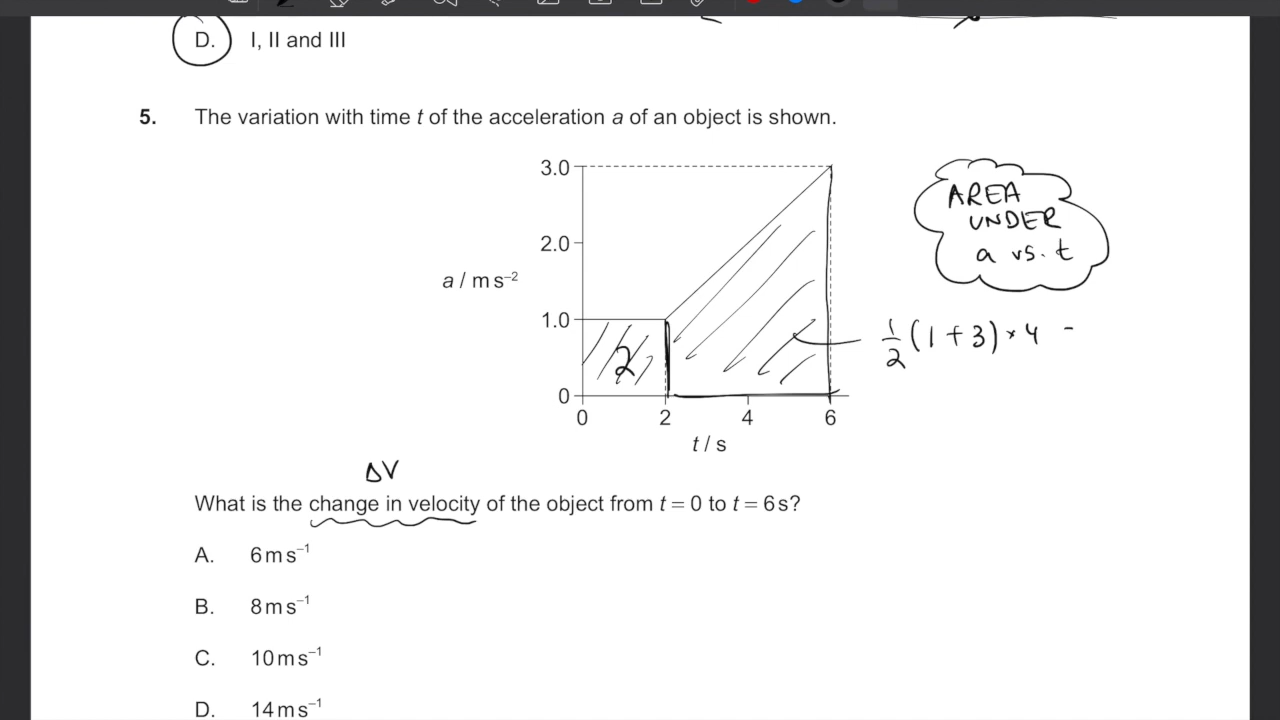 D. I, II and III
5. The variation with time t of the acceleration a of an object is shown.
3.0
2.0
1.0
0
a / m s⁻²
0 2 4 6
t / s
2
AREA
UNDER
a vs. t
½(1+3)×4 -
ΔV
What is the change in velocity of the object from t = 0 to t = 6 s?
A. 6 m s⁻¹
B. 8 m s⁻¹
C. 10 m s⁻¹
D. 14 m s⁻¹